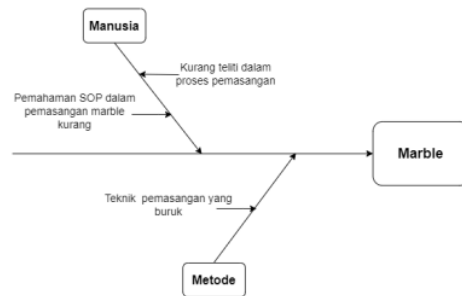 Manusia
Kurang teliti dalam
proses pemasangan
Pemahaman SOP dalam
pemasangan marble
kurang
Marble
Teknik pemasangan yang
buruk
Metode